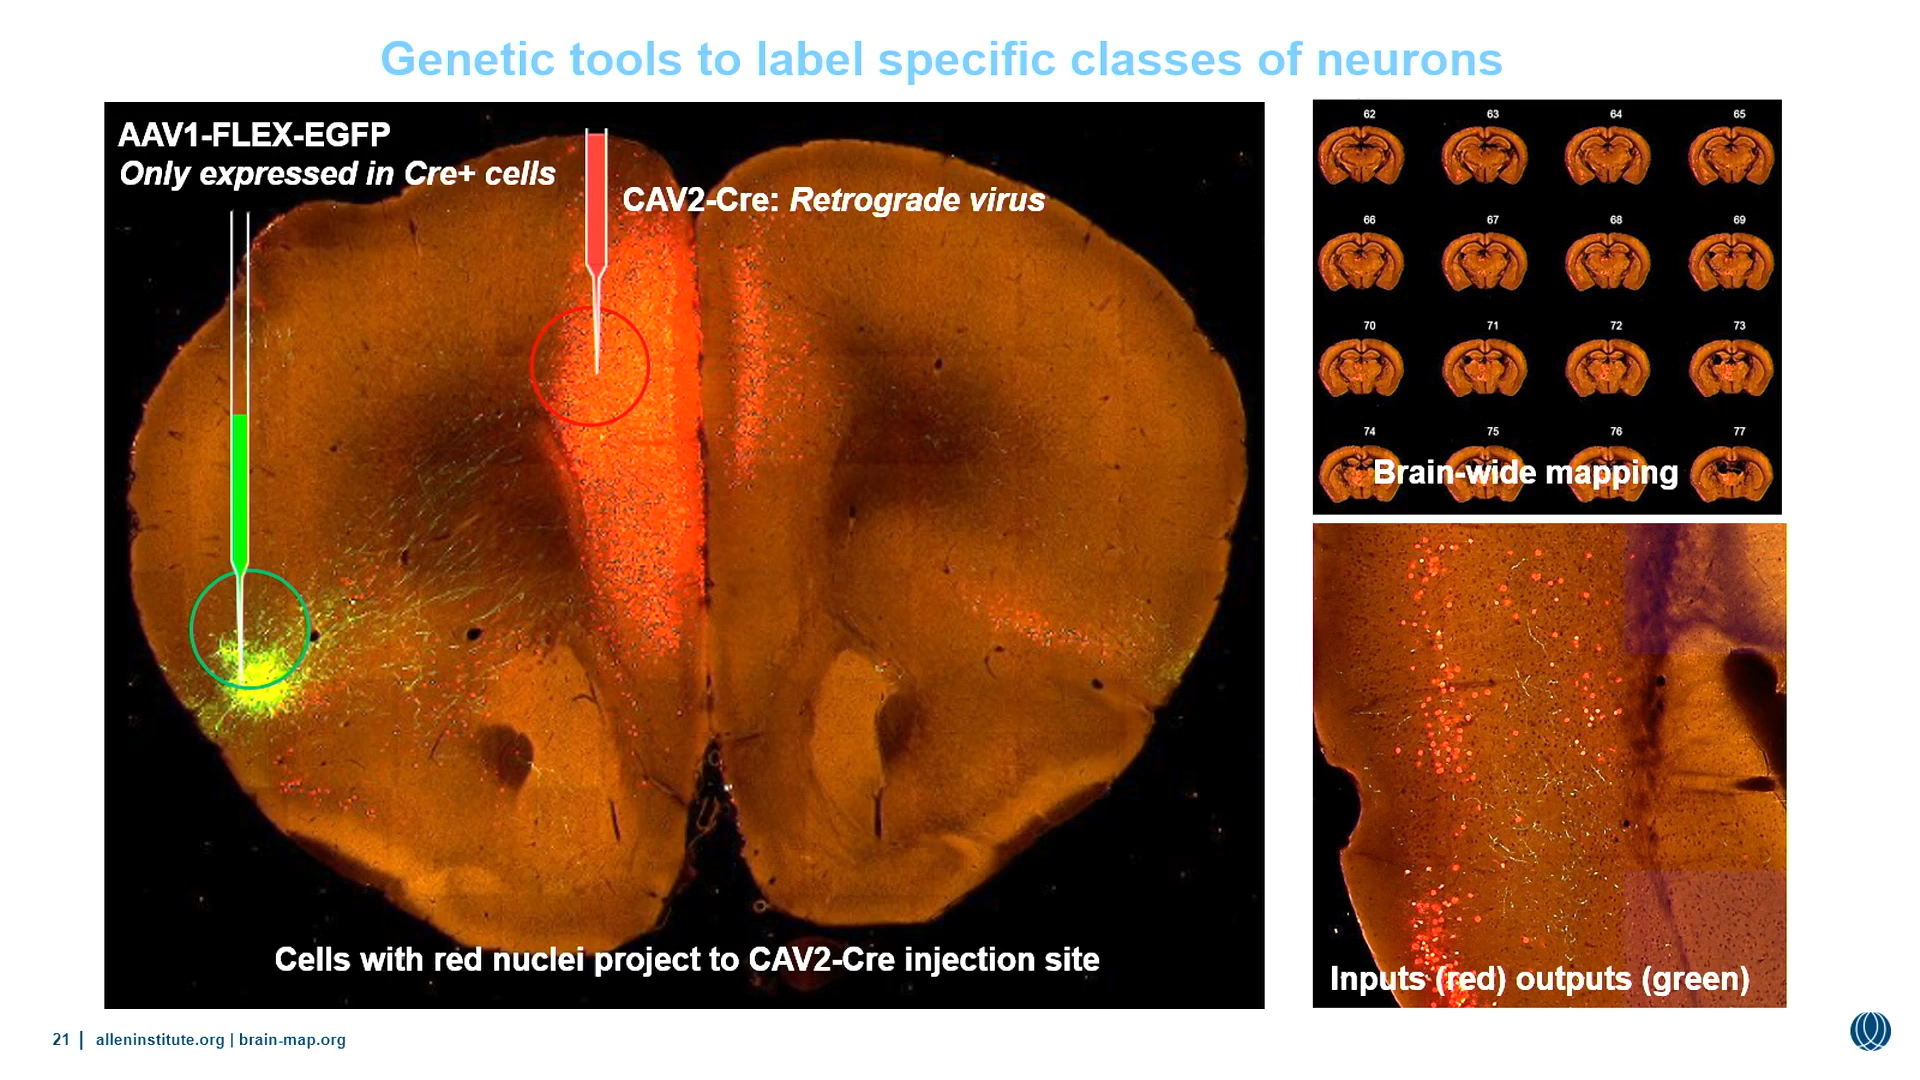 Genetic tools to label specific classes of neurons
AAV1-FLEX-EGFP
Only expressed in Cre+ cells
CAV2-Cre: Retrograde virus
Cells with red nuclei project to CAV2-Cre injection site
62 63 64 65
66 67 68 69
70 71 72 73
74 75 76 77
Brain-wide mapping
Inputs (red) outputs (green)
21 | alleninstitute.org | brain-map.org